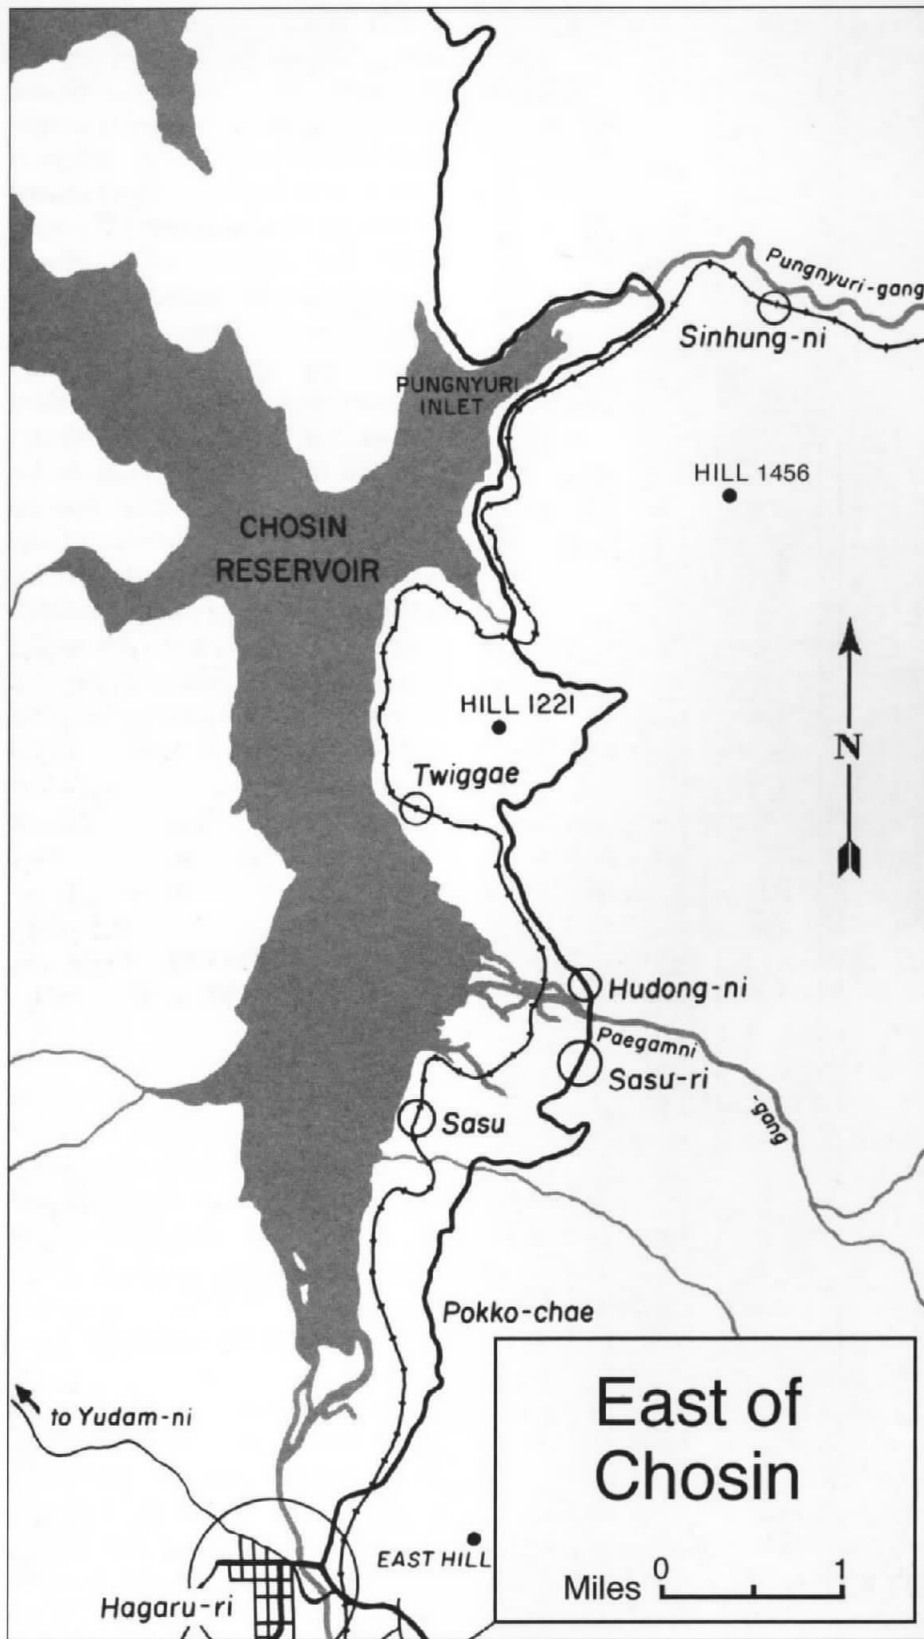 Pungnyuri-gang
Sinhung-ni
PUNGNYURI
INLET
HILL 1456
CHOSIN
RESERVOIR
HILL 1221
N
Twiggae
Hudong-ni
Paegamni
-gang
Sasu-ri
Sasu
Pokko-chae
to Yudam-ni
East of
Chosin
EAST HILL
0 1
Miles
Hagaru-ri